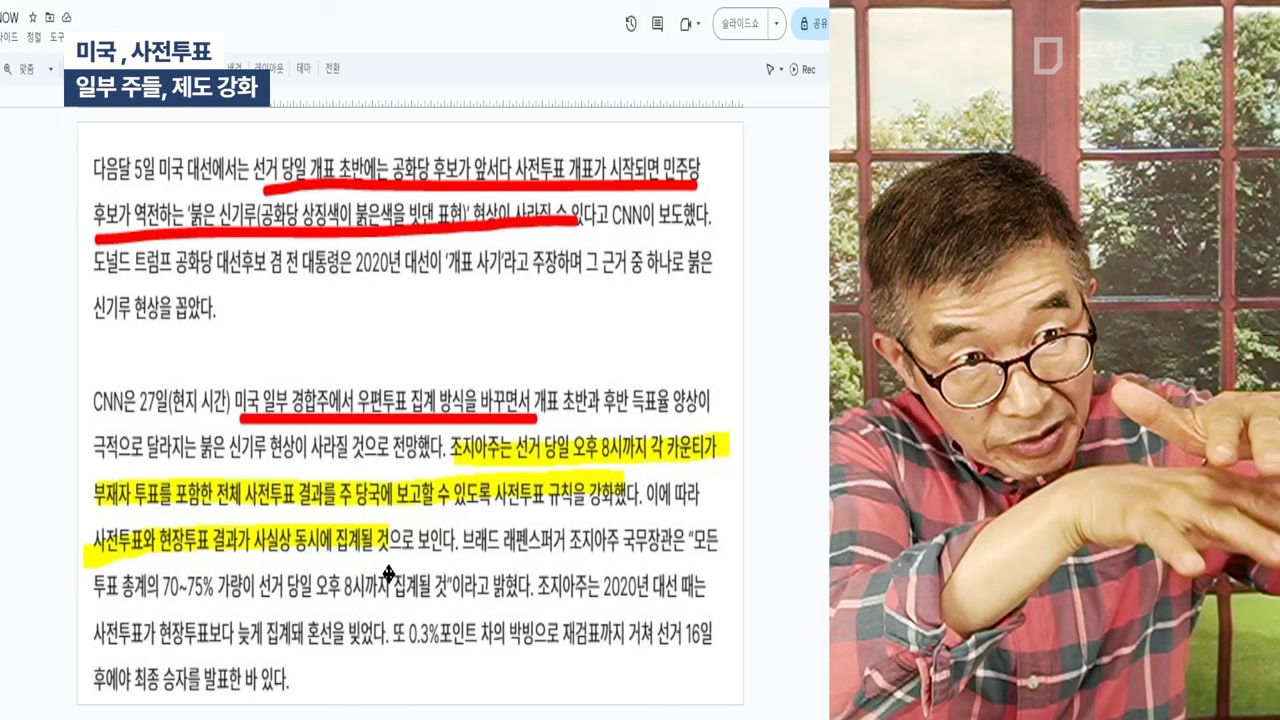 NOW
라이드 정렬 도구
슬라이드쇼
공유
미국 , 사전투표
일부 주들, 제도 강화
맞춤
배경 레이아웃 테마 전환
Rec
공병호TV
다음달 5일 미국 대선에서는 선거 당일 개표 초반에는 공화당 후보가 앞서다 사전투표 개표가 시작되면 민주당
후보가 역전하는 ‘붉은 신기루(공화당 상징색이 붉은색을 빗댄 표현)’ 현상이 사라질 수 있다고 CNN이 보도했다.
도널드 트럼프 공화당 대선후보 겸 전 대통령은 2020년 대선이 ‘개표 사기’라고 주장하며 그 근거 중 하나로 붉은
신기루 현상을 꼽았다.
CNN은 27일(현지 시간) 미국 일부 경합주에서 우편투표 집계 방식을 바꾸면서 개표 초반과 후반 득표율 양상이
극적으로 달라지는 붉은 신기루 현상이 사라질 것으로 전망했다. 조지아주는 선거 당일 오후 8시까지 각 카운티가
부재자 투표를 포함한 전체 사전투표 결과를 주 당국에 보고할 수 있도록 사전투표 규칙을 강화했다. 이에 따라
사전투표와 현장투표 결과가 사실상 동시에 집계될 것으로 보인다. 브래드 래펜스퍼거 조지아주 국무장관은 “모든
투표 총계의 70~75% 가량이 선거 당일 오후 8시까지 집계될 것”이라고 밝혔다. 조지아주는 2020년 대선 때는
사전투표가 현장투표보다 늦게 집계돼 혼선을 빚었다. 또 0.3%포인트 차의 박빙으로 재검표까지 거쳐 선거 16일
후에야 최종 승자를 발표한 바 있다.